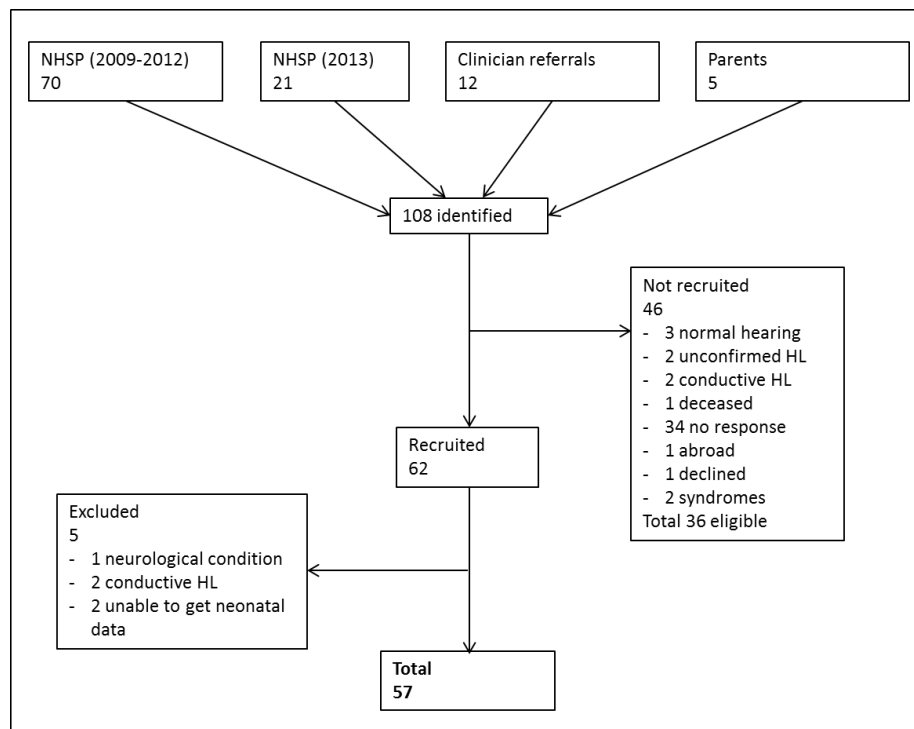 NHSP (2009-2012)
70
NHSP (2013)
21
Clinician referrals
12
Parents
5
108 identified
Not recruited
46
- 3 normal hearing
- 2 unconfirmed HL
- 2 conductive HL
- 1 deceased
- 34 no response
- 1 abroad
- 1 declined
- 2 syndromes
Total 36 eligible
Recruited
62
Excluded
5
- 1 neurological condition
- 2 conductive HL
- 2 unable to get neonatal
data
Total
57